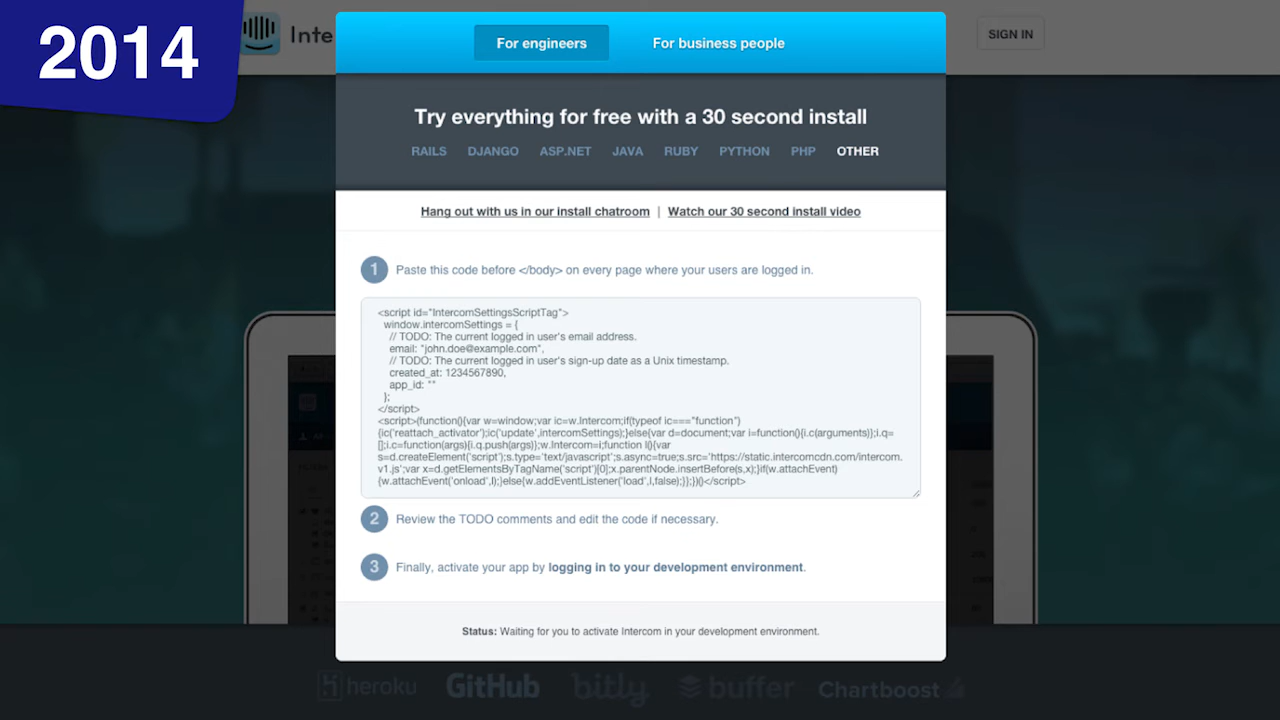 2014
Inte
SIGN IN
For engineers
For business people
Try everything for free with a 30 second install
RAILS DJANGO ASP.NET JAVA RUBY PYTHON PHP OTHER
Hang out with us in our install chatroom | Watch our 30 second install video
1 Paste this code before </body> on every page where your users are logged in.
<script id="IntercomSettingsScriptTag">
window.intercomSettings = {
// TODO: The current logged in user's email address.
email: "john.doe@example.com",
// TODO: The current logged in user's sign-up date as a Unix timestamp.
created_at: 1234567890,
app_id: ""
};
</script>
<script>(function(){var w=window;var ic=w.Intercom;if(typeof ic==="function")
{ic('reattach_activator');ic('update',intercomSettings);}else{var d=document;var i=function(){i.c(arguments)};i.q=
[];i.c=function(args){i.q.push(args)};w.Intercom=i;function l(){var
s=d.createElement('script');s.type='text/javascript';s.async=true;s.src='https://static.intercomcdn.com/intercom.
v1.js';var x=d.getElementsByTagName('script')[0];x.parentNode.insertBefore(s,x);}if(w.attachEvent)
{w.attachEvent('onload',l);}else{w.addEventListener('load',l,false);}};})()</script>
2 Review the TODO comments and edit the code if necessary.
3 Finally, activate your app by logging in to your development environment.
Status: Waiting for you to activate Intercom in your development environment.
heroku GitHub bitly buffer Chartboost